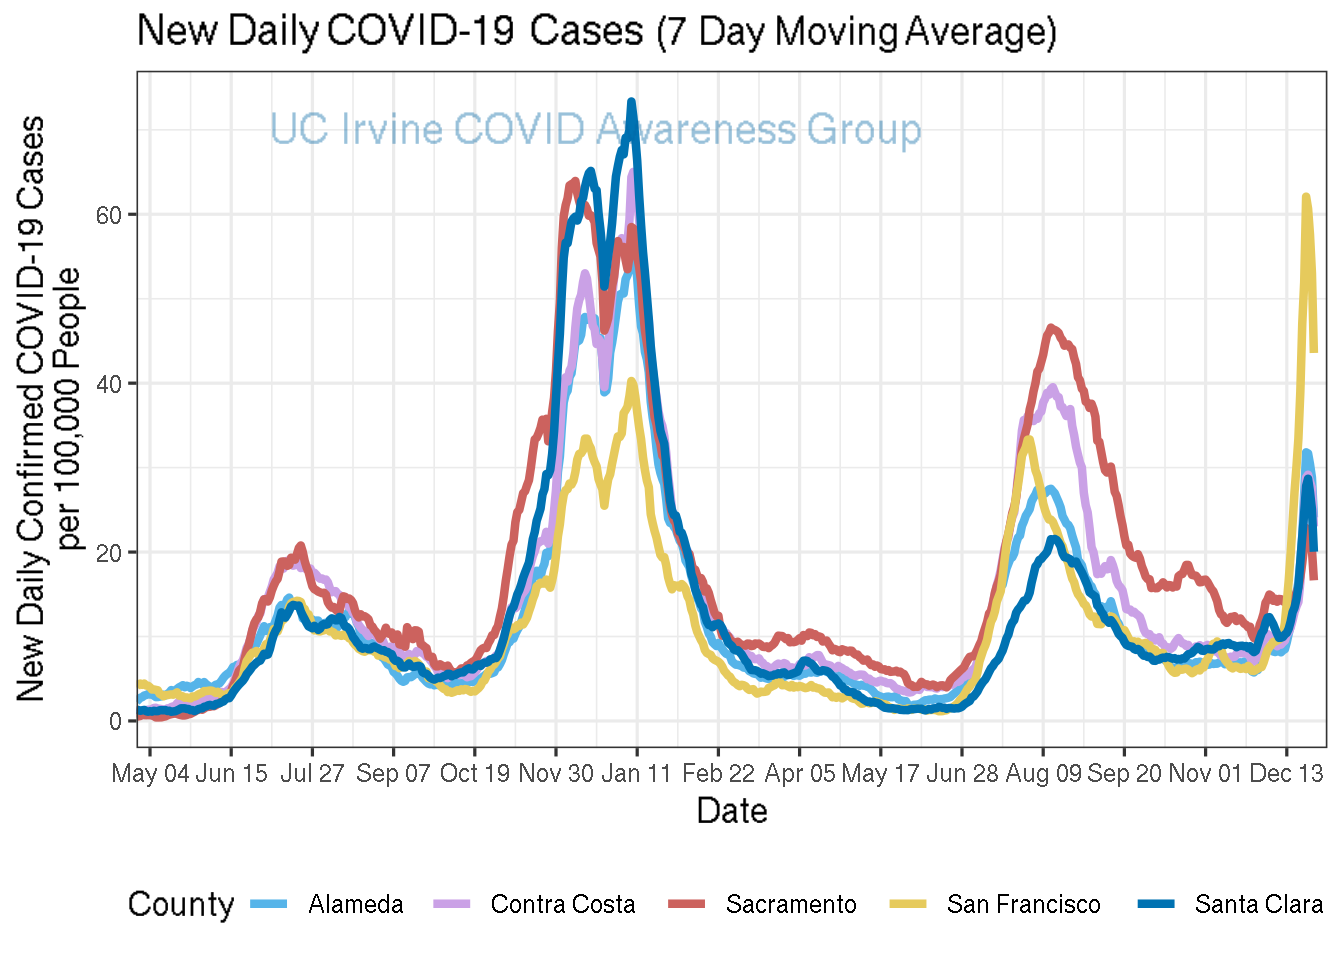 New Daily COVID-19 Cases (7 Day Moving Average)
UC Irvine COVID Awareness Group
New Daily Confirmed COVID-19 Cases
per 100,000 People
60
40
20
0
May 04 Jun 15 Jul 27 Sep 07 Oct 19 Nov 30 Jan 11 Feb 22 Apr 05 May 17 Jun 28 Aug 09 Sep 20 Nov 01 Dec 13
Date
County Alameda Contra Costa Sacramento San Francisco Santa Clara